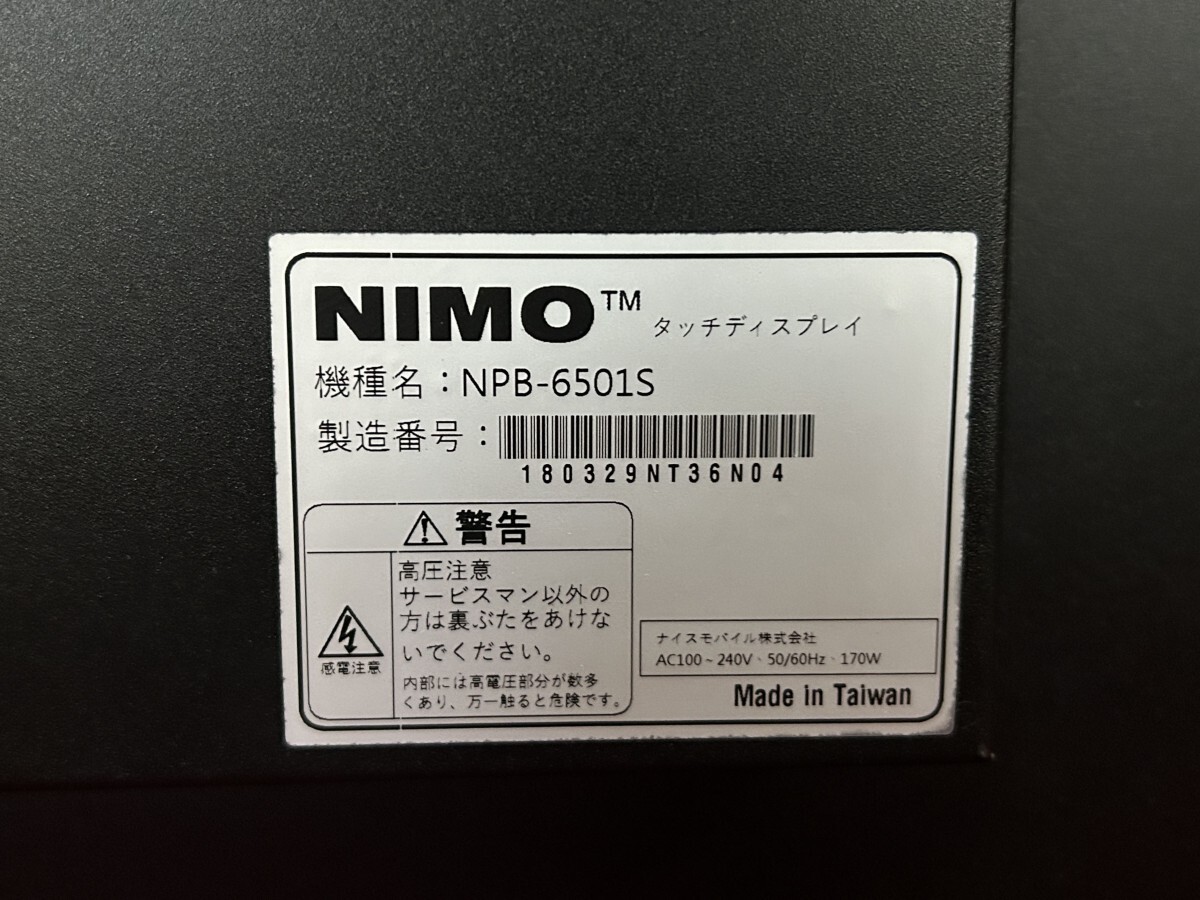 NIMO™ タッチディスプレイ
機種名：NPB-6501S
製造番号：
180329NT36N04
⚠警告
高圧注意
サービスマン以外の
方は裏ぶたをあけな
いでください。
内部には高電圧部分が数多
くあり、万一触ると危険です。
感電注意
ナイスモバイル株式会社
AC100～240V、50/60Hz、170W
Made in Taiwan